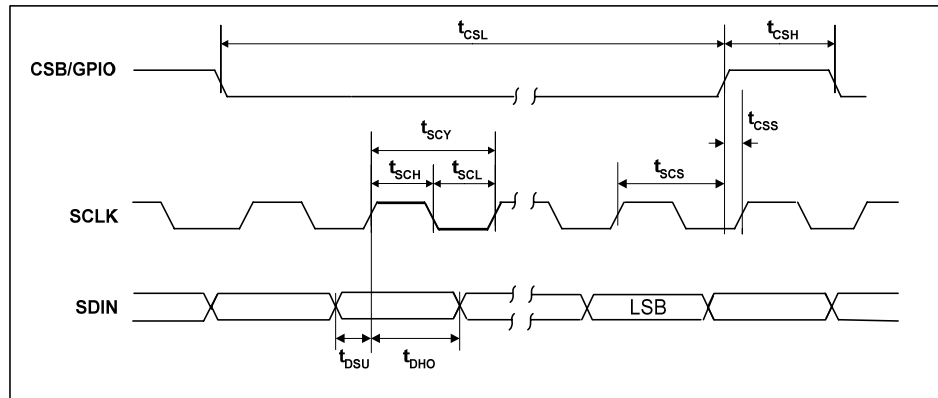 tCSL
tCSH
CSB/GPIO
tCSS
tSCY
tSCH
tSCL
tSCS
SCLK
SDIN
LSB
tDSU
tDHO